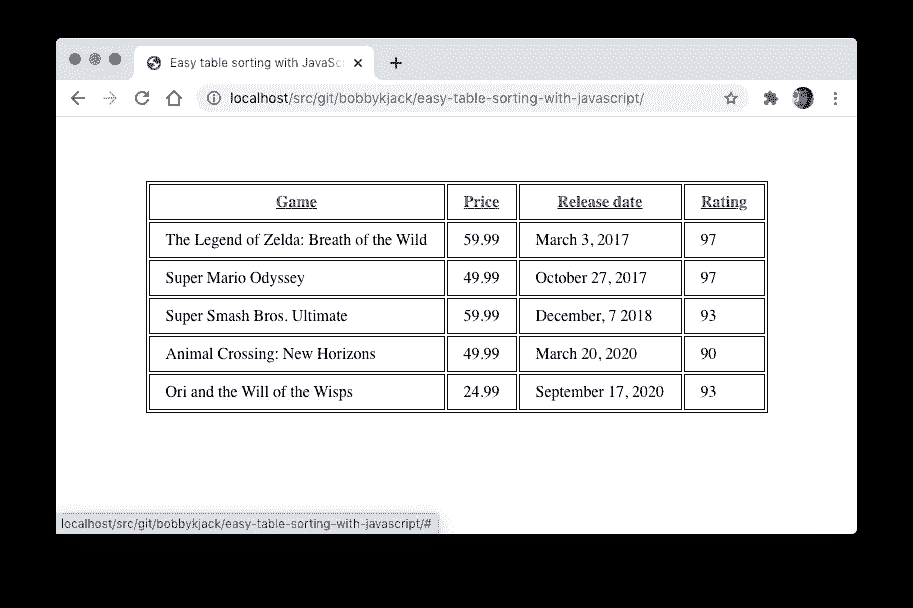 Easy table sorting with JavaSc
localhost/src/git/bobbykjack/easy-table-sorting-with-javascript/
Game Price Release date Rating
The Legend of Zelda: Breath of the Wild 59.99 March 3, 2017 97
Super Mario Odyssey 49.99 October 27, 2017 97
Super Smash Bros. Ultimate 59.99 December, 7 2018 93
Animal Crossing: New Horizons 49.99 March 20, 2020 90
Ori and the Will of the Wisps 24.99 September 17, 2020 93
localhost/src/git/bobbykjack/easy-table-sorting-with-javascript/#